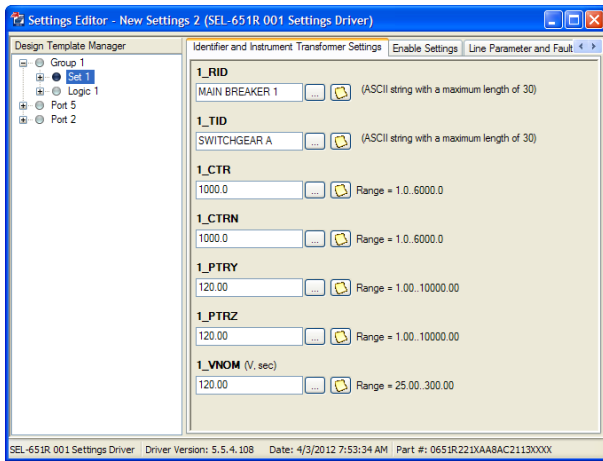 Settings Editor - New Settings 2 (SEL-651R 001 Settings Driver)
Design Template Manager
Group 1
Set 1
Logic 1
Port 5
Port 2
Identifier and Instrument Transformer Settings
Enable Settings
Line Parameter and Fault
1_RID
MAIN BREAKER 1 ... (ASCII string with a maximum length of 30)
1_TID
SWITCHGEAR A ... (ASCII string with a maximum length of 30)
1_CTR
1000.0 ... Range = 1.0..6000.0
1_CTRN
1000.0 ... Range = 1.0..6000.0
1_PTRY
120.00 ... Range = 1.00..10000.00
1_PTRZ
120.00 ... Range = 1.00..10000.00
1_VNOM (V, sec)
120.00 ... Range = 25.00..300.00
SEL-651R 001 Settings Driver Driver Version: 5.5.4.108 Date: 4/3/2012 7:53:34 AM Part #: 0651R221XAA8AC2113XXXX